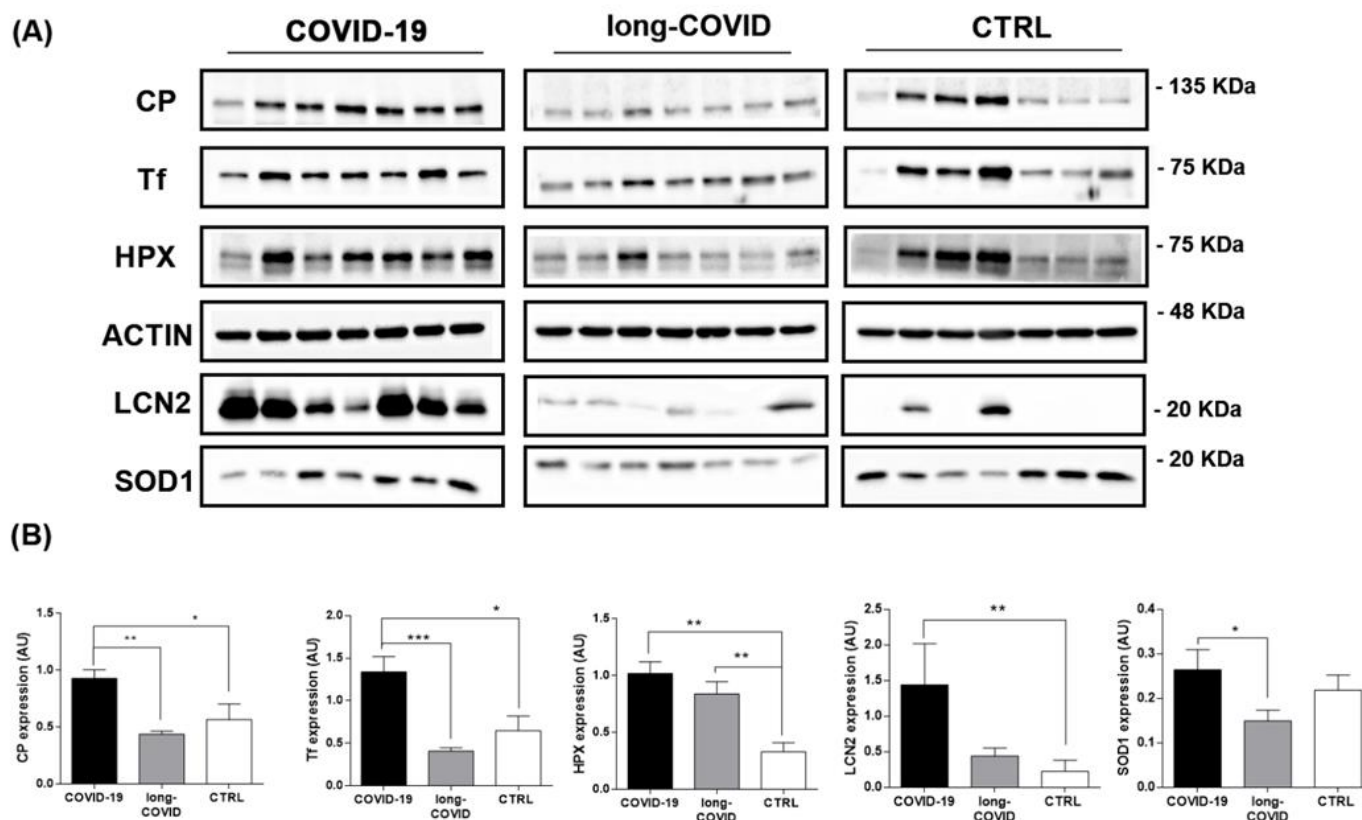 (A)
COVID-19
long-COVID
CTRL
CP
- 135 KDa
Tf
- 75 KDa
HPX
- 75 KDa
ACTIN
- 48 KDa
LCN2
- 20 KDa
SOD1
- 20 KDa
(B)
CP expression (AU)
1.5
1.0
0.5
0.0
**
*
COVID-19
long-
COVID
CTRL
Tf expression (AU)
2.0
1.5
1.0
0.5
0.0
***
*
COVID-19
long-
COVID
CTRL
HPX expression (AU)
1.5
1.0
0.5
0.0
**
**
COVID-19
long-
COVID
CTRL
LCN2 expression (AU)
2.5
2.0
1.5
1.0
0.5
0.0
**
COVID-19
long-
COVID
CTRL
SOD1 expression (AU)
0.4
0.3
0.2
0.1
0.0
*
COVID-19
long-
COVID
CTRL